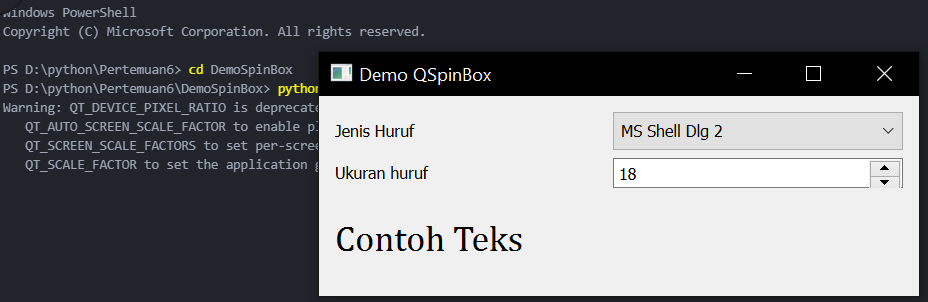 Windows PowerShell
Copyright (C) Microsoft Corporation. All rights reserved.
PS D:\python\Pertemuan6> cd DemoSpinBox
PS D:\python\Pertemuan6\DemoSpinBox> python
Warning: QT_DEVICE_PIXEL_RATIO is deprecate
QT_AUTO_SCREEN_SCALE_FACTOR to enable pl
QT_SCREEN_SCALE_FACTORS to set per-scree
QT_SCALE_FACTOR to set the application g
Demo QSpinBox
Jenis Huruf
MS Shell Dlg 2
Ukuran huruf
18
Contoh Teks